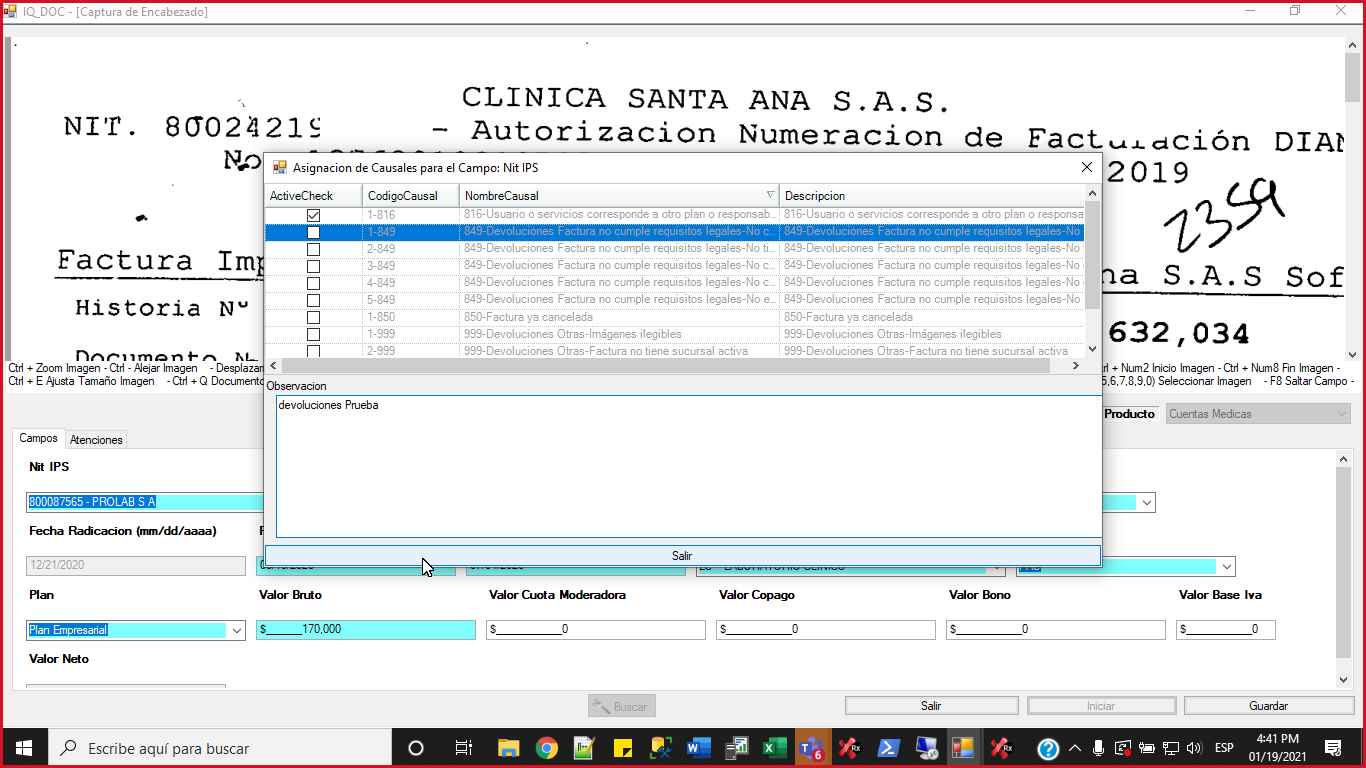 IQ_DOC - [Captura de Encabezado]
CLINICA SANTA ANA S.A.S.
NIT. 80024219 - Autorizacion Numeracion de Facturación DIAN
No.
2019
2359
Factura Imp
na S.A.S Sof
Historia Nº
632,034
Documento Nº
Asignacion de Causales para el Campo: Nit IPS
ActiveCheck CodigoCausal NombreCausal Descripcion
1-816 816-Usuario o servicios corresponde a otro plan o responsab... 816-Usuario o servicios corresponde a otro plan o responsa
1-849 849-Devoluciones Factura no cumple requisitos legales-No c... 849-Devoluciones Factura no cumple requisitos legales-No
2-849 849-Devoluciones Factura no cumple requisitos legales-No ti... 849-Devoluciones Factura no cumple requisitos legales-No
3-849 849-Devoluciones Factura no cumple requisitos legales-No c... 849-Devoluciones Factura no cumple requisitos legales-No
4-849 849-Devoluciones Factura no cumple requisitos legales-No c... 849-Devoluciones Factura no cumple requisitos legales-No
5-849 849-Devoluciones Factura no cumple requisitos legales-No e... 849-Devoluciones Factura no cumple requisitos legales-No
1-850 850-Factura ya cancelada 850-Factura ya cancelada
1-999 999-Devoluciones Otras-Imágenes ilegibles 999-Devoluciones Otras-Imágenes ilegibles
2-999 999-Devoluciones Otras-Factura no tiene sucursal activa 999-Devoluciones Otras-Factura no tiene sucursal activa
Observacion
devoluciones Prueba
Salir
Ctrl + Zoom Imagen - Ctrl - Alejar Imagen - Desplazar
+ Num2 Inicio Imagen - Ctrl + Num8 Fin Imagen -
Ctrl + E Ajusta Tamaño Imagen - Ctrl + Q Documento
5,6,7,8,9,0) Seleccionar Imagen - F8 Saltar Campo -
Producto Cuentas Medicas
Campos Atenciones
Nit IPS
800087565 - PROLAB S A
Fecha Radicacion (mm/dd/aaaa)
12/21/2020
Plan Valor Bruto Valor Cuota Moderadora Valor Copago Valor Bono Valor Base Iva
Plan Empresarial $______170,000 $__________0 $__________0 $__________0 $__________0
Valor Neto
Buscar Salir Iniciar Guardar
Escribe aquí para buscar
6
ESP
4:41 PM
01/19/2021